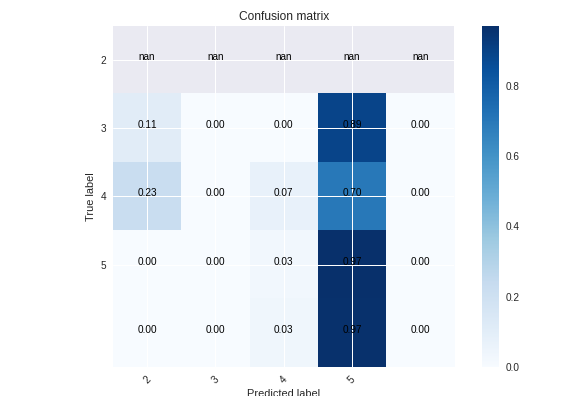 Confusion matrix
2 nan nan nan nan nan
3 0.11 0.00 0.00 0.89 0.00
4 0.23 0.00 0.07 0.70 0.00
5 0.00 0.00 0.03 0.97 0.00
0.00 0.00 0.03 0.97 0.00
2 3 4 5
Predicted label
True label
0.8
0.6
0.4
0.2
0.0